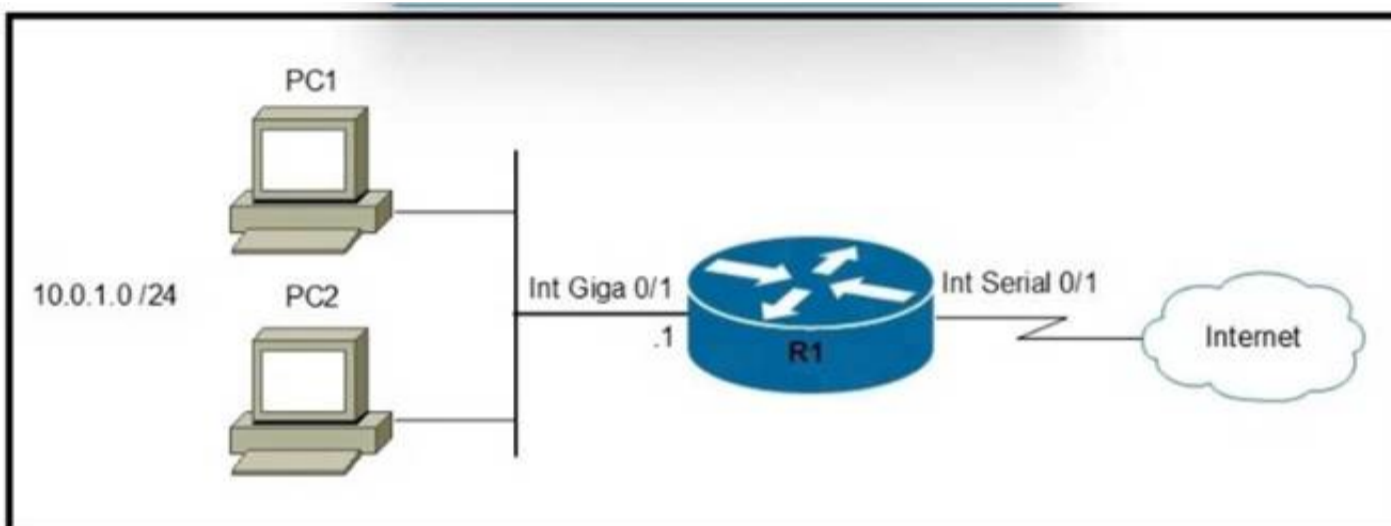 PC1
10.0.1.0 /24
PC2
Int Giga 0/1
.1
R1
Int Serial 0/1
Internet